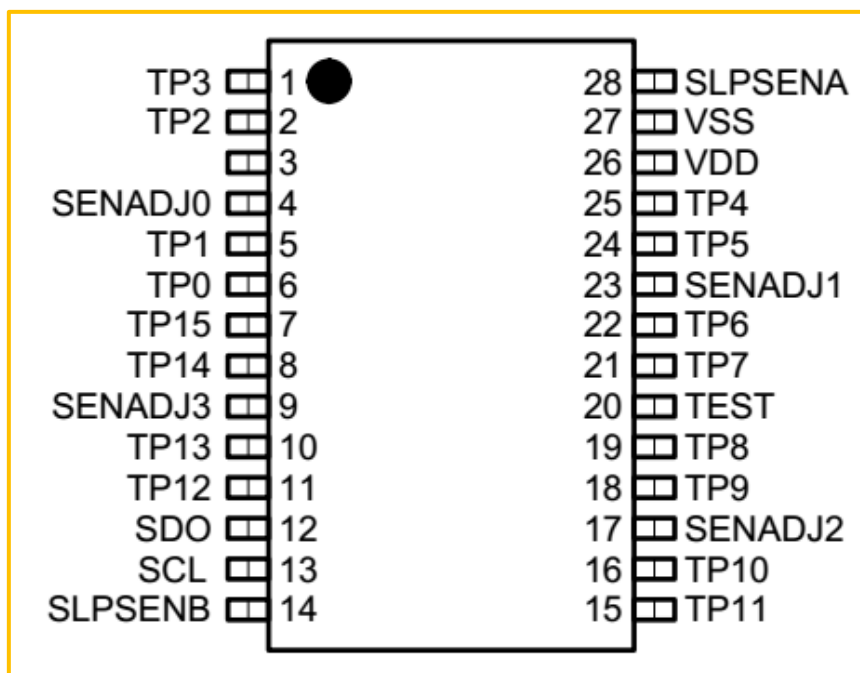 TP3 1 28 SLPSENA
TP2 2 27 VSS
3 26 VDD
SENADJ0 4 25 TP4
TP1 5 24 TP5
TP0 6 23 SENADJ1
TP15 7 22 TP6
TP14 8 21 TP7
SENADJ3 9 20 TEST
TP13 10 19 TP8
TP12 11 18 TP9
SDO 12 17 SENADJ2
SCL 13 16 TP10
SLPSENB 14 15 TP11